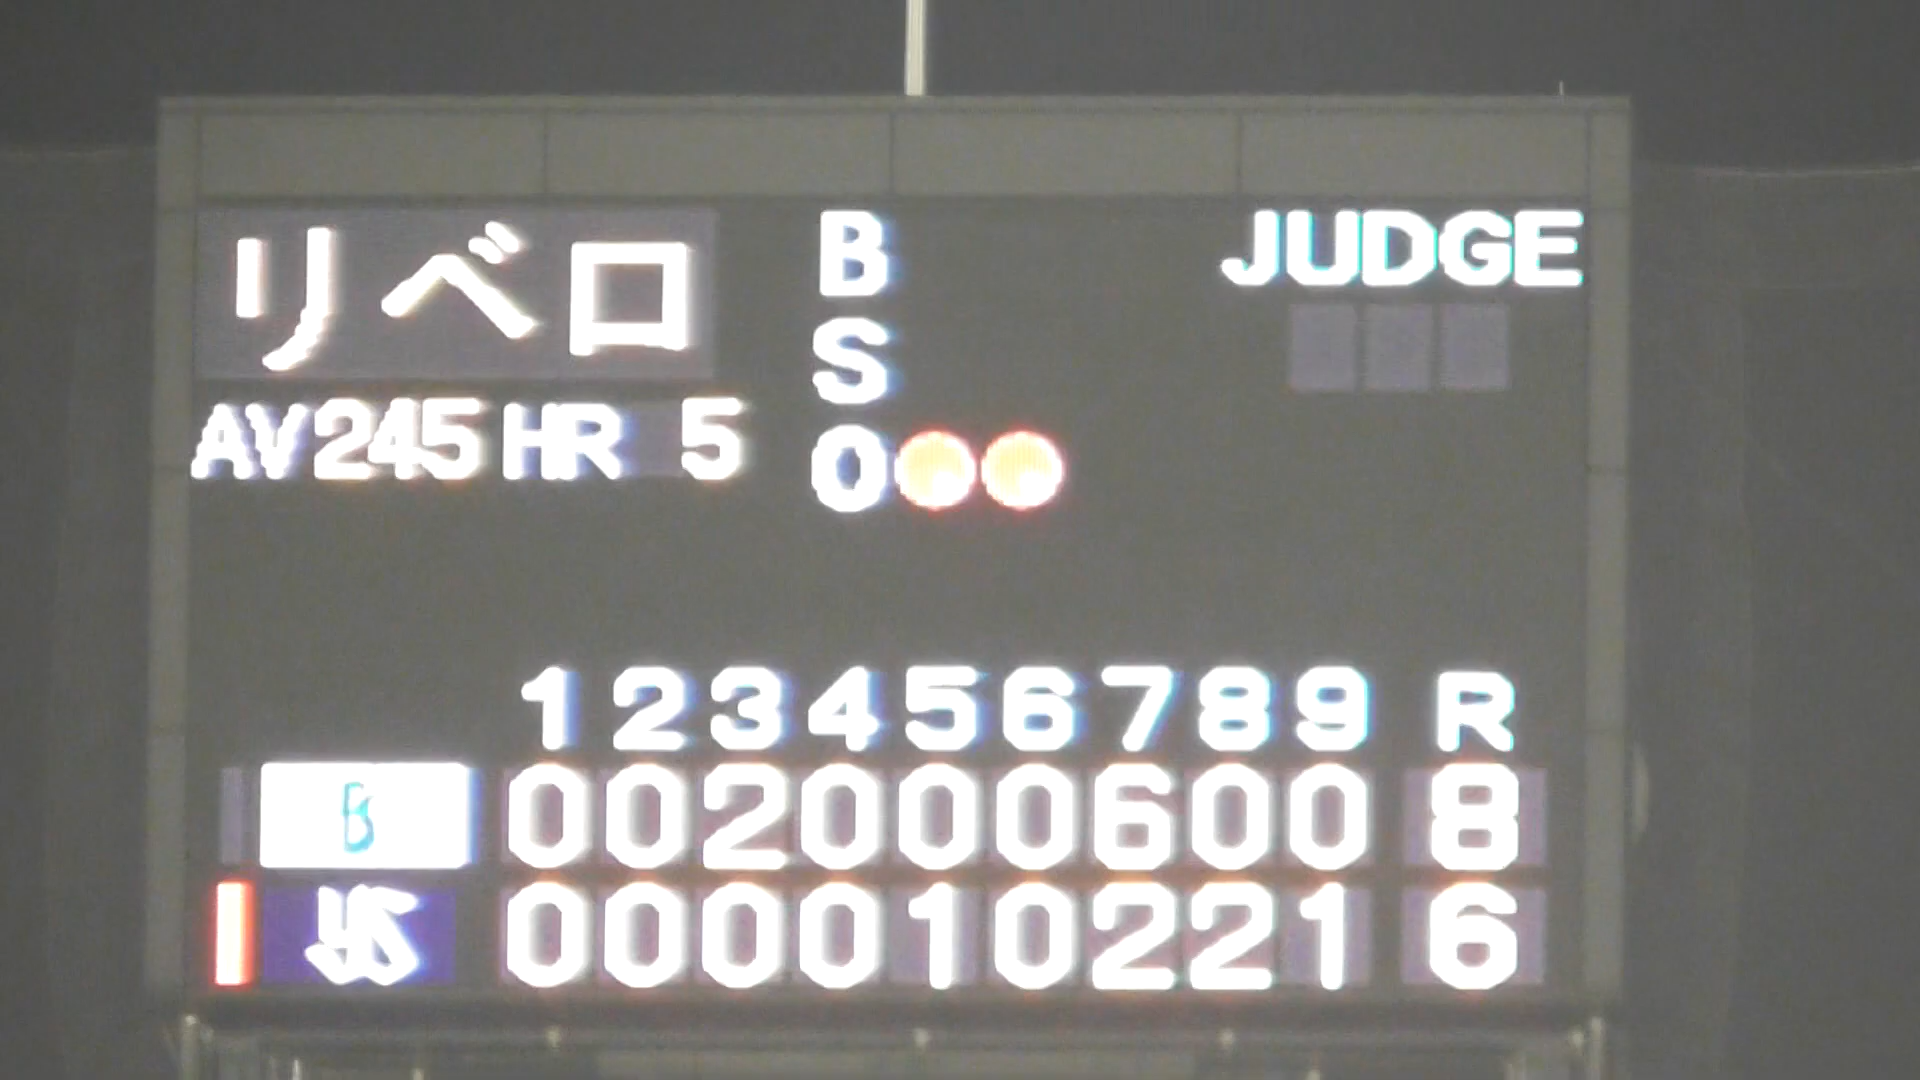 リベロ
AV245 HR 5
B
S
O
JUDGE
1 2 3 4 5 6 7 8 9 R
B 0 0 2 0 0 0 6 0 0 8
YS 0 0 0 0 1 0 2 2 1 6